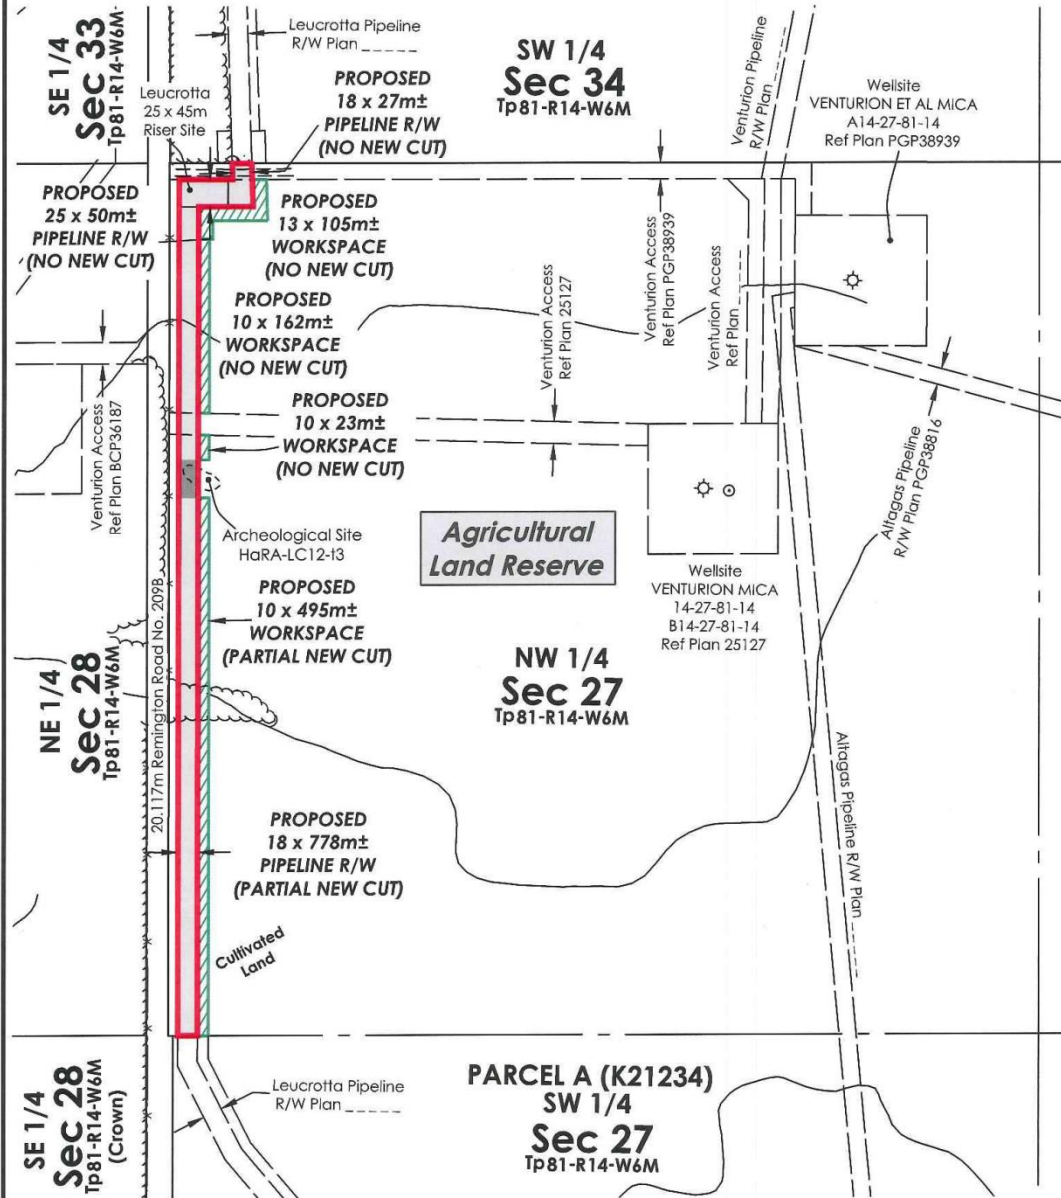 SE 1/4
Sec 33
Tp81-R14-W6M
Leucrotta Pipeline
R/W Plan _____
SW 1/4
Sec 34
Tp81-R14-W6M
Venturion Pipeline
R/W Plan _____
Wellsite
VENTURION ET AL MICA
A14-27-81-14
Ref Plan PGP38939
Leucrotta
25 x 45m
Riser Site
PROPOSED
18 x 27m±
PIPELINE R/W
(NO NEW CUT)
PROPOSED
25 x 50m±
PIPELINE R/W
(NO NEW CUT)
PROPOSED
13 x 105m±
WORKSPACE
(NO NEW CUT)
PROPOSED
10 x 162m±
WORKSPACE
(NO NEW CUT)
Venturion Access
Ref Plan 25127
Venturion Access
Ref Plan PGP38939
Venturion Access
Ref Plan _____
Venturion Access
Ref Plan BCP36187
PROPOSED
10 x 23m±
WORKSPACE
(NO NEW CUT)
Altagas Pipeline
R/W Plan PGP38816
Archeological Site
HaRA-LC12-t3
Agricultural
Land Reserve
Wellsite
VENTURION MICA
14-27-81-14
B14-27-81-14
Ref Plan 25127
PROPOSED
10 x 495m±
WORKSPACE
(PARTIAL NEW CUT)
20.117m Remington Road No. 209B
NE 1/4
Sec 28
Tp81-R14-W6M
NW 1/4
Sec 27
Tp81-R14-W6M
Altagas Pipeline R/W Plan _____
PROPOSED
18 x 778m±
PIPELINE R/W
(PARTIAL NEW CUT)
Cultivated
Land
SE 1/4
Sec 28
Tp81-R14-W6M
(Crown)
Leucrotta Pipeline
R/W Plan _____
PARCEL A (K21234)
SW 1/4
Sec 27
Tp81-R14-W6M